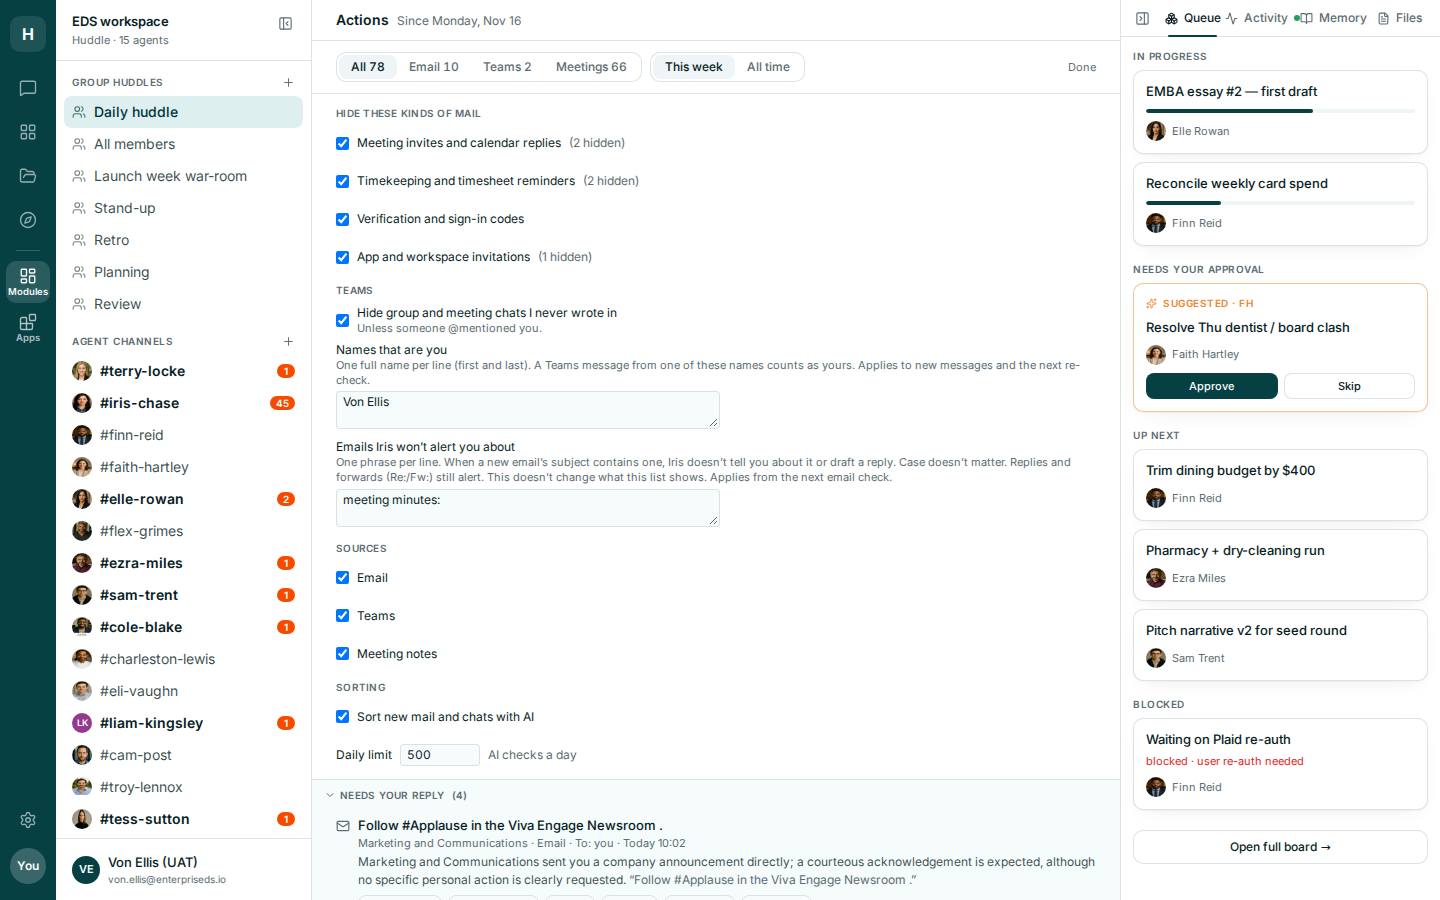 H
Modules
Apps
You
EDS workspace
Huddle · 15 agents
GROUP HUDDLES
Daily huddle
All members
Launch week war-room
Stand-up
Retro
Planning
Review
AGENT CHANNELS
#terry-locke 1
#iris-chase 45
#finn-reid
#faith-hartley
#elle-rowan 2
#flex-grimes
#ezra-miles 1
#sam-trent 1
#cole-blake 1
#charleston-lewis
#eli-vaughn
LK #liam-kingsley 1
#cam-post
#troy-lennox
#tess-sutton 1
VE Von Ellis (UAT)
von.ellis@enterpriseds.io
Actions Since Monday, Nov 16
All 78 Email 10 Teams 2 Meetings 66 This week All time Done
HIDE THESE KINDS OF MAIL
Meeting invites and calendar replies (2 hidden)
Timekeeping and timesheet reminders (2 hidden)
Verification and sign-in codes
App and workspace invitations (1 hidden)
TEAMS
Hide group and meeting chats I never wrote in
Unless someone @mentioned you.
Names that are you
One full name per line (first and last). A Teams message from one of these names counts as yours. Applies to new messages and the next re-
check.
Von Ellis
Emails Iris won't alert you about
One phrase per line. When a new email's subject contains one, Iris doesn't tell you about it or draft a reply. Case doesn't matter. Replies and
forwards (Re:/Fw:) still alert. This doesn't change what this list shows. Applies from the next email check.
meeting minutes:
SOURCES
Email
Teams
Meeting notes
SORTING
Sort new mail and chats with AI
Daily limit 500 AI checks a day
NEEDS YOUR REPLY (4)
Follow #Applause in the Viva Engage Newsroom .
Marketing and Communications · Email · To: you · Today 10:02
Marketing and Communications sent you a company announcement directly; a courteous acknowledgement is expected, although
no specific personal action is clearly requested. “Follow #Applause in the Viva Engage Newsroom .”
Queue Activity Memory Files
IN PROGRESS
EMBA essay #2 — first draft
Elle Rowan
Reconcile weekly card spend
Finn Reid
NEEDS YOUR APPROVAL
SUGGESTED · FH
Resolve Thu dentist / board clash
Faith Hartley
Approve Skip
UP NEXT
Trim dining budget by $400
Finn Reid
Pharmacy + dry-cleaning run
Ezra Miles
Pitch narrative v2 for seed round
Sam Trent
BLOCKED
Waiting on Plaid re-auth
blocked · user re-auth needed
Finn Reid
Open full board →